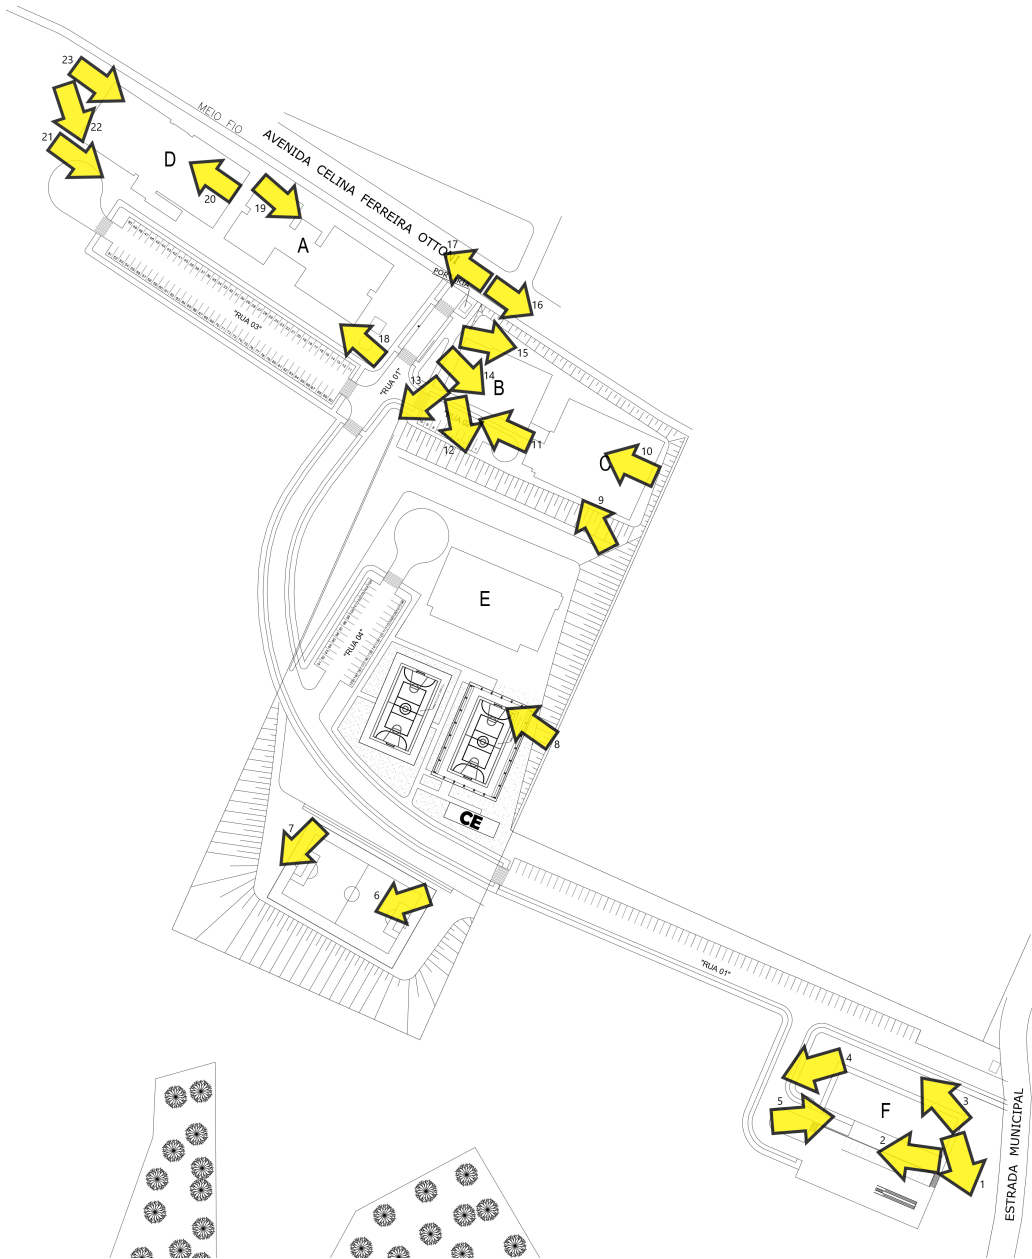 23
MEIO FIO
22
AVENIDA CELINA FERREIRA OTTONI
21
D
20
19
A
17
16
"RUA 03"
18
15
"RUA 01"
13
14
B
12
11
10
C
9
E
"RUA 04"
8
CE
7
6
"RUA 01"
4
5
3
F
2
1
ESTRADA MUNICIPAL